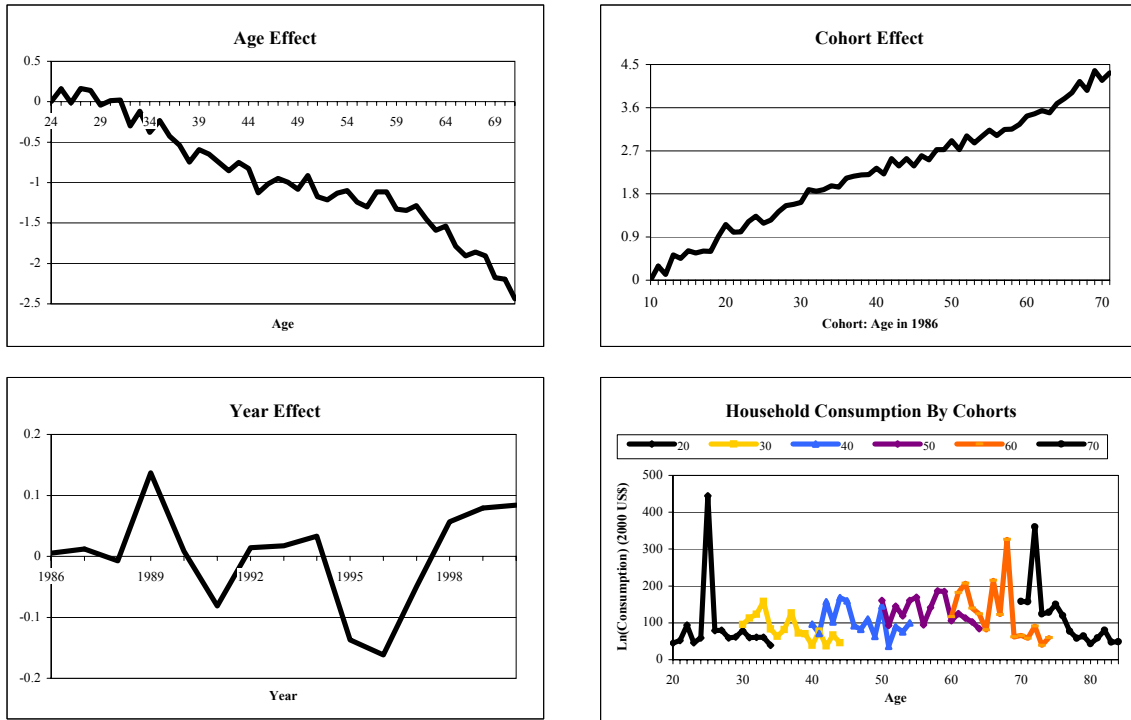 Age Effect
0.5
0
-0.5
-1
-1.5
-2
-2.5
24 29 34 39 44 49 54 59 64 69
Age
Cohort Effect
4.5
3.6
2.7
1.8
0.9
0
10 20 30 40 50 60 70
Cohort: Age in 1986
Year Effect
0.2
0.1
0
-0.1
-0.2
1986 1989 1992 1995 1998
Year
Household Consumption By Cohorts
20 30 40 50 60 70
Ln(Consumption) (2000 US$)
500
400
300
200
100
0
20 30 40 50 60 70 80
Age